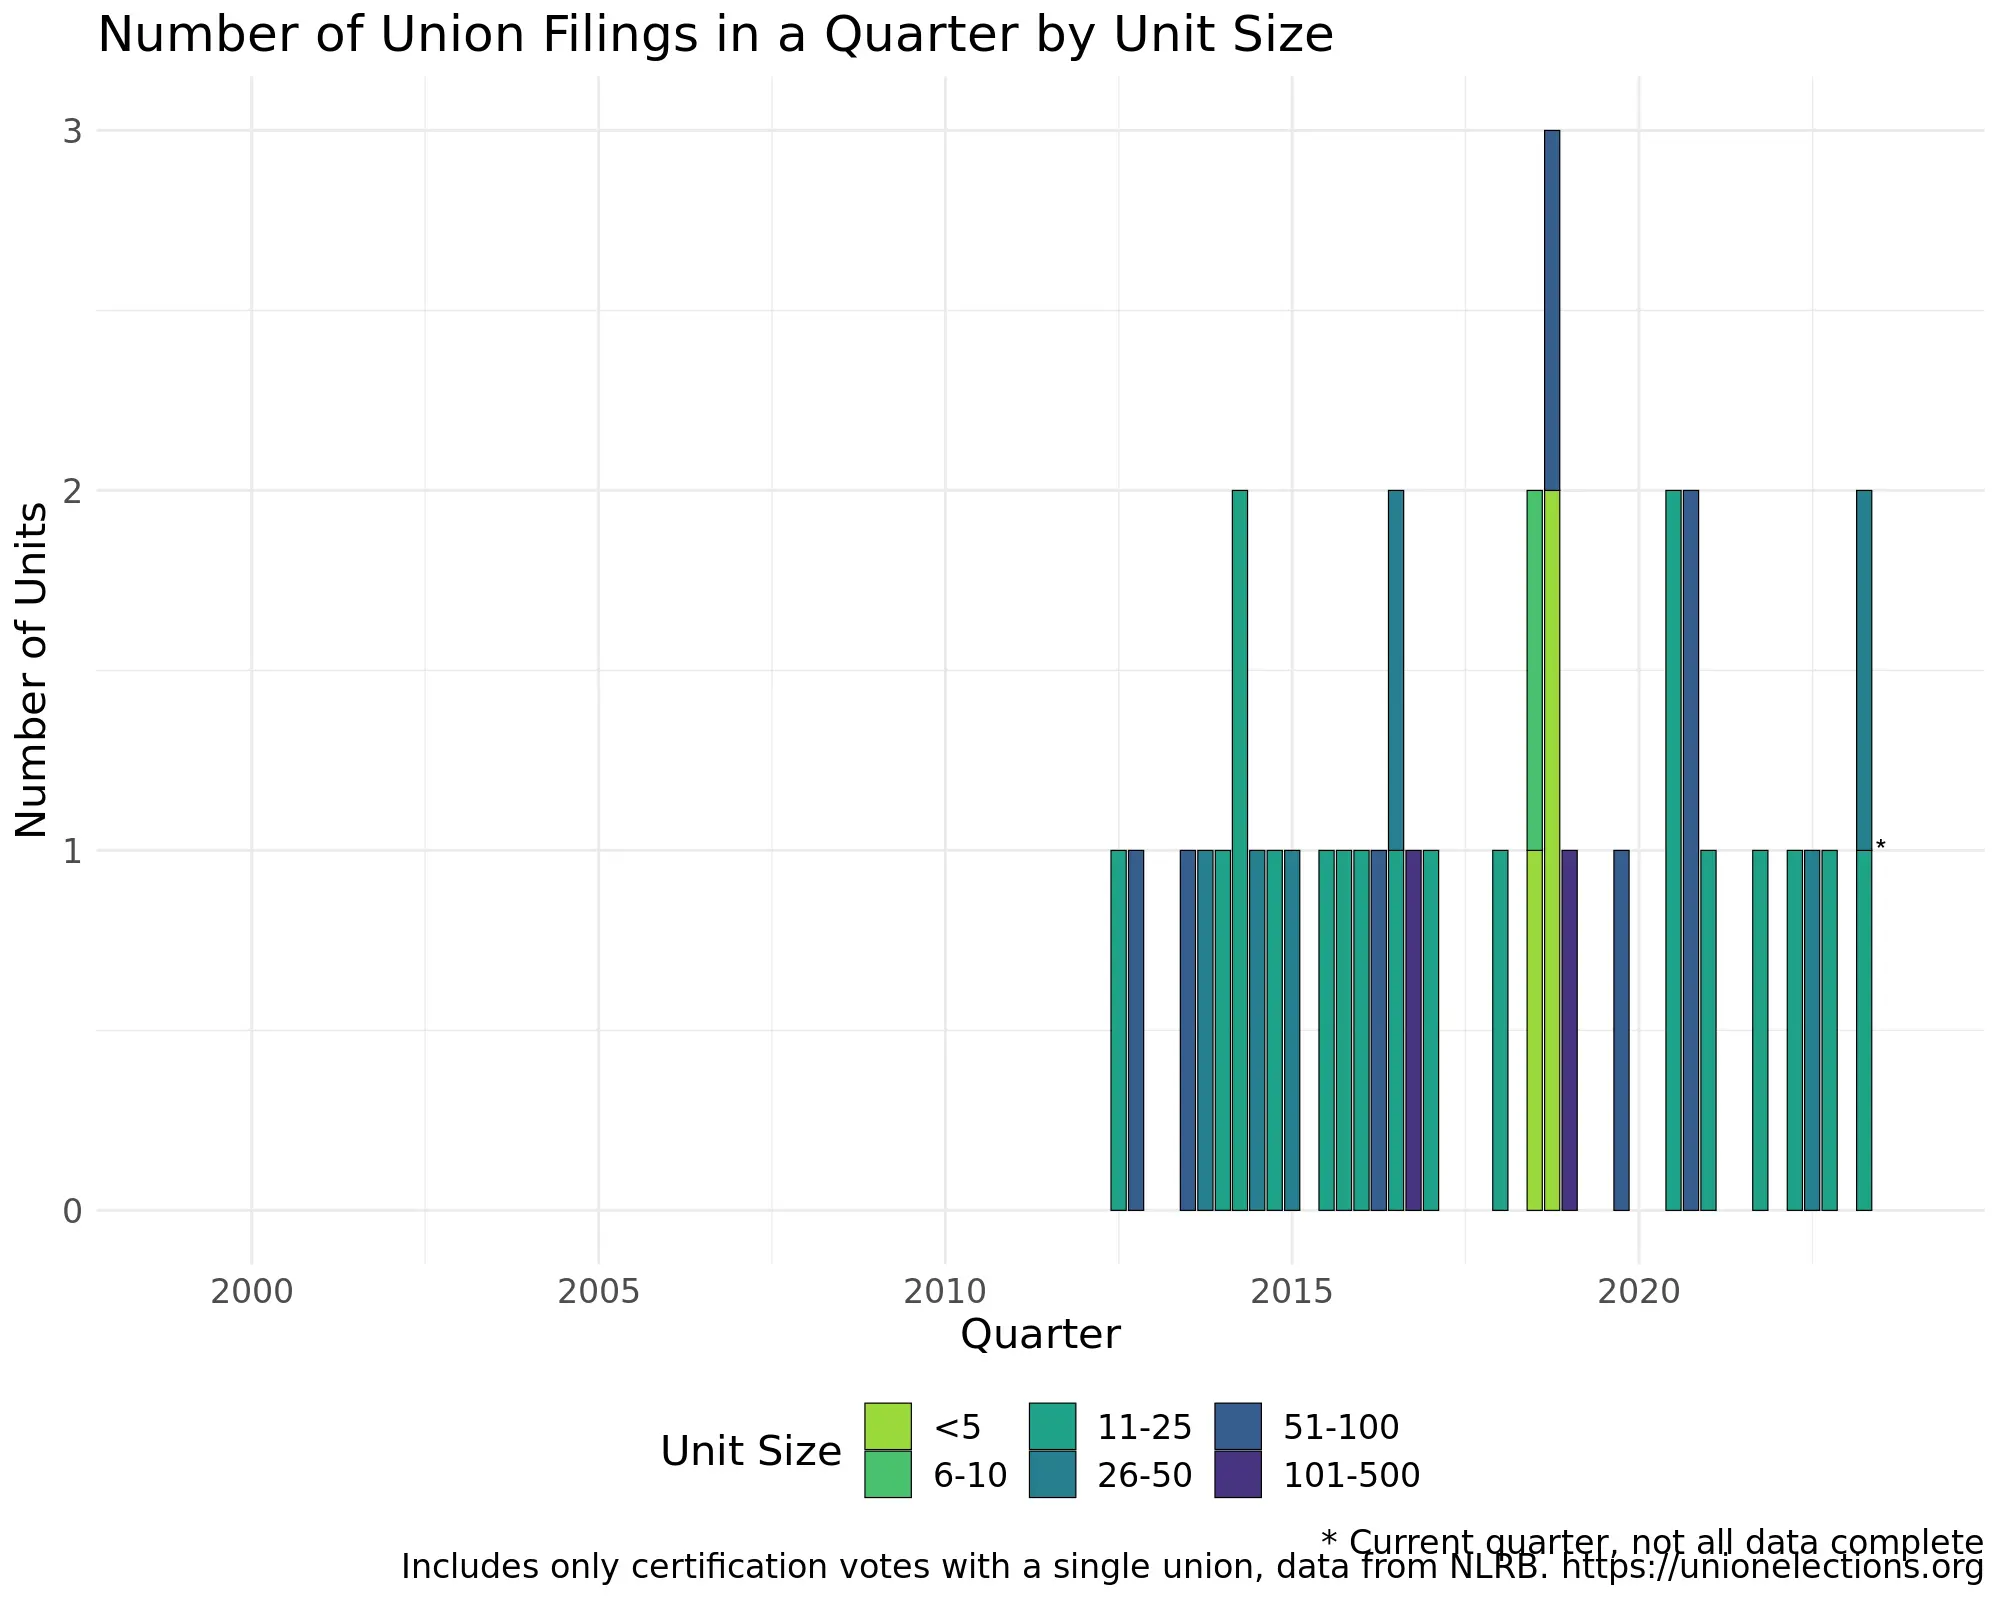 Number of Union Filings in a Quarter by Unit Size
Number of Units
3
2
1
0
*
2000 2005 2010 2015 2020
Quarter
Unit Size
<5 11-25 51-100
6-10 26-50 101-500
* Current quarter, not all data complete
Includes only certification votes with a single union, data from NLRB. https://unionelections.org